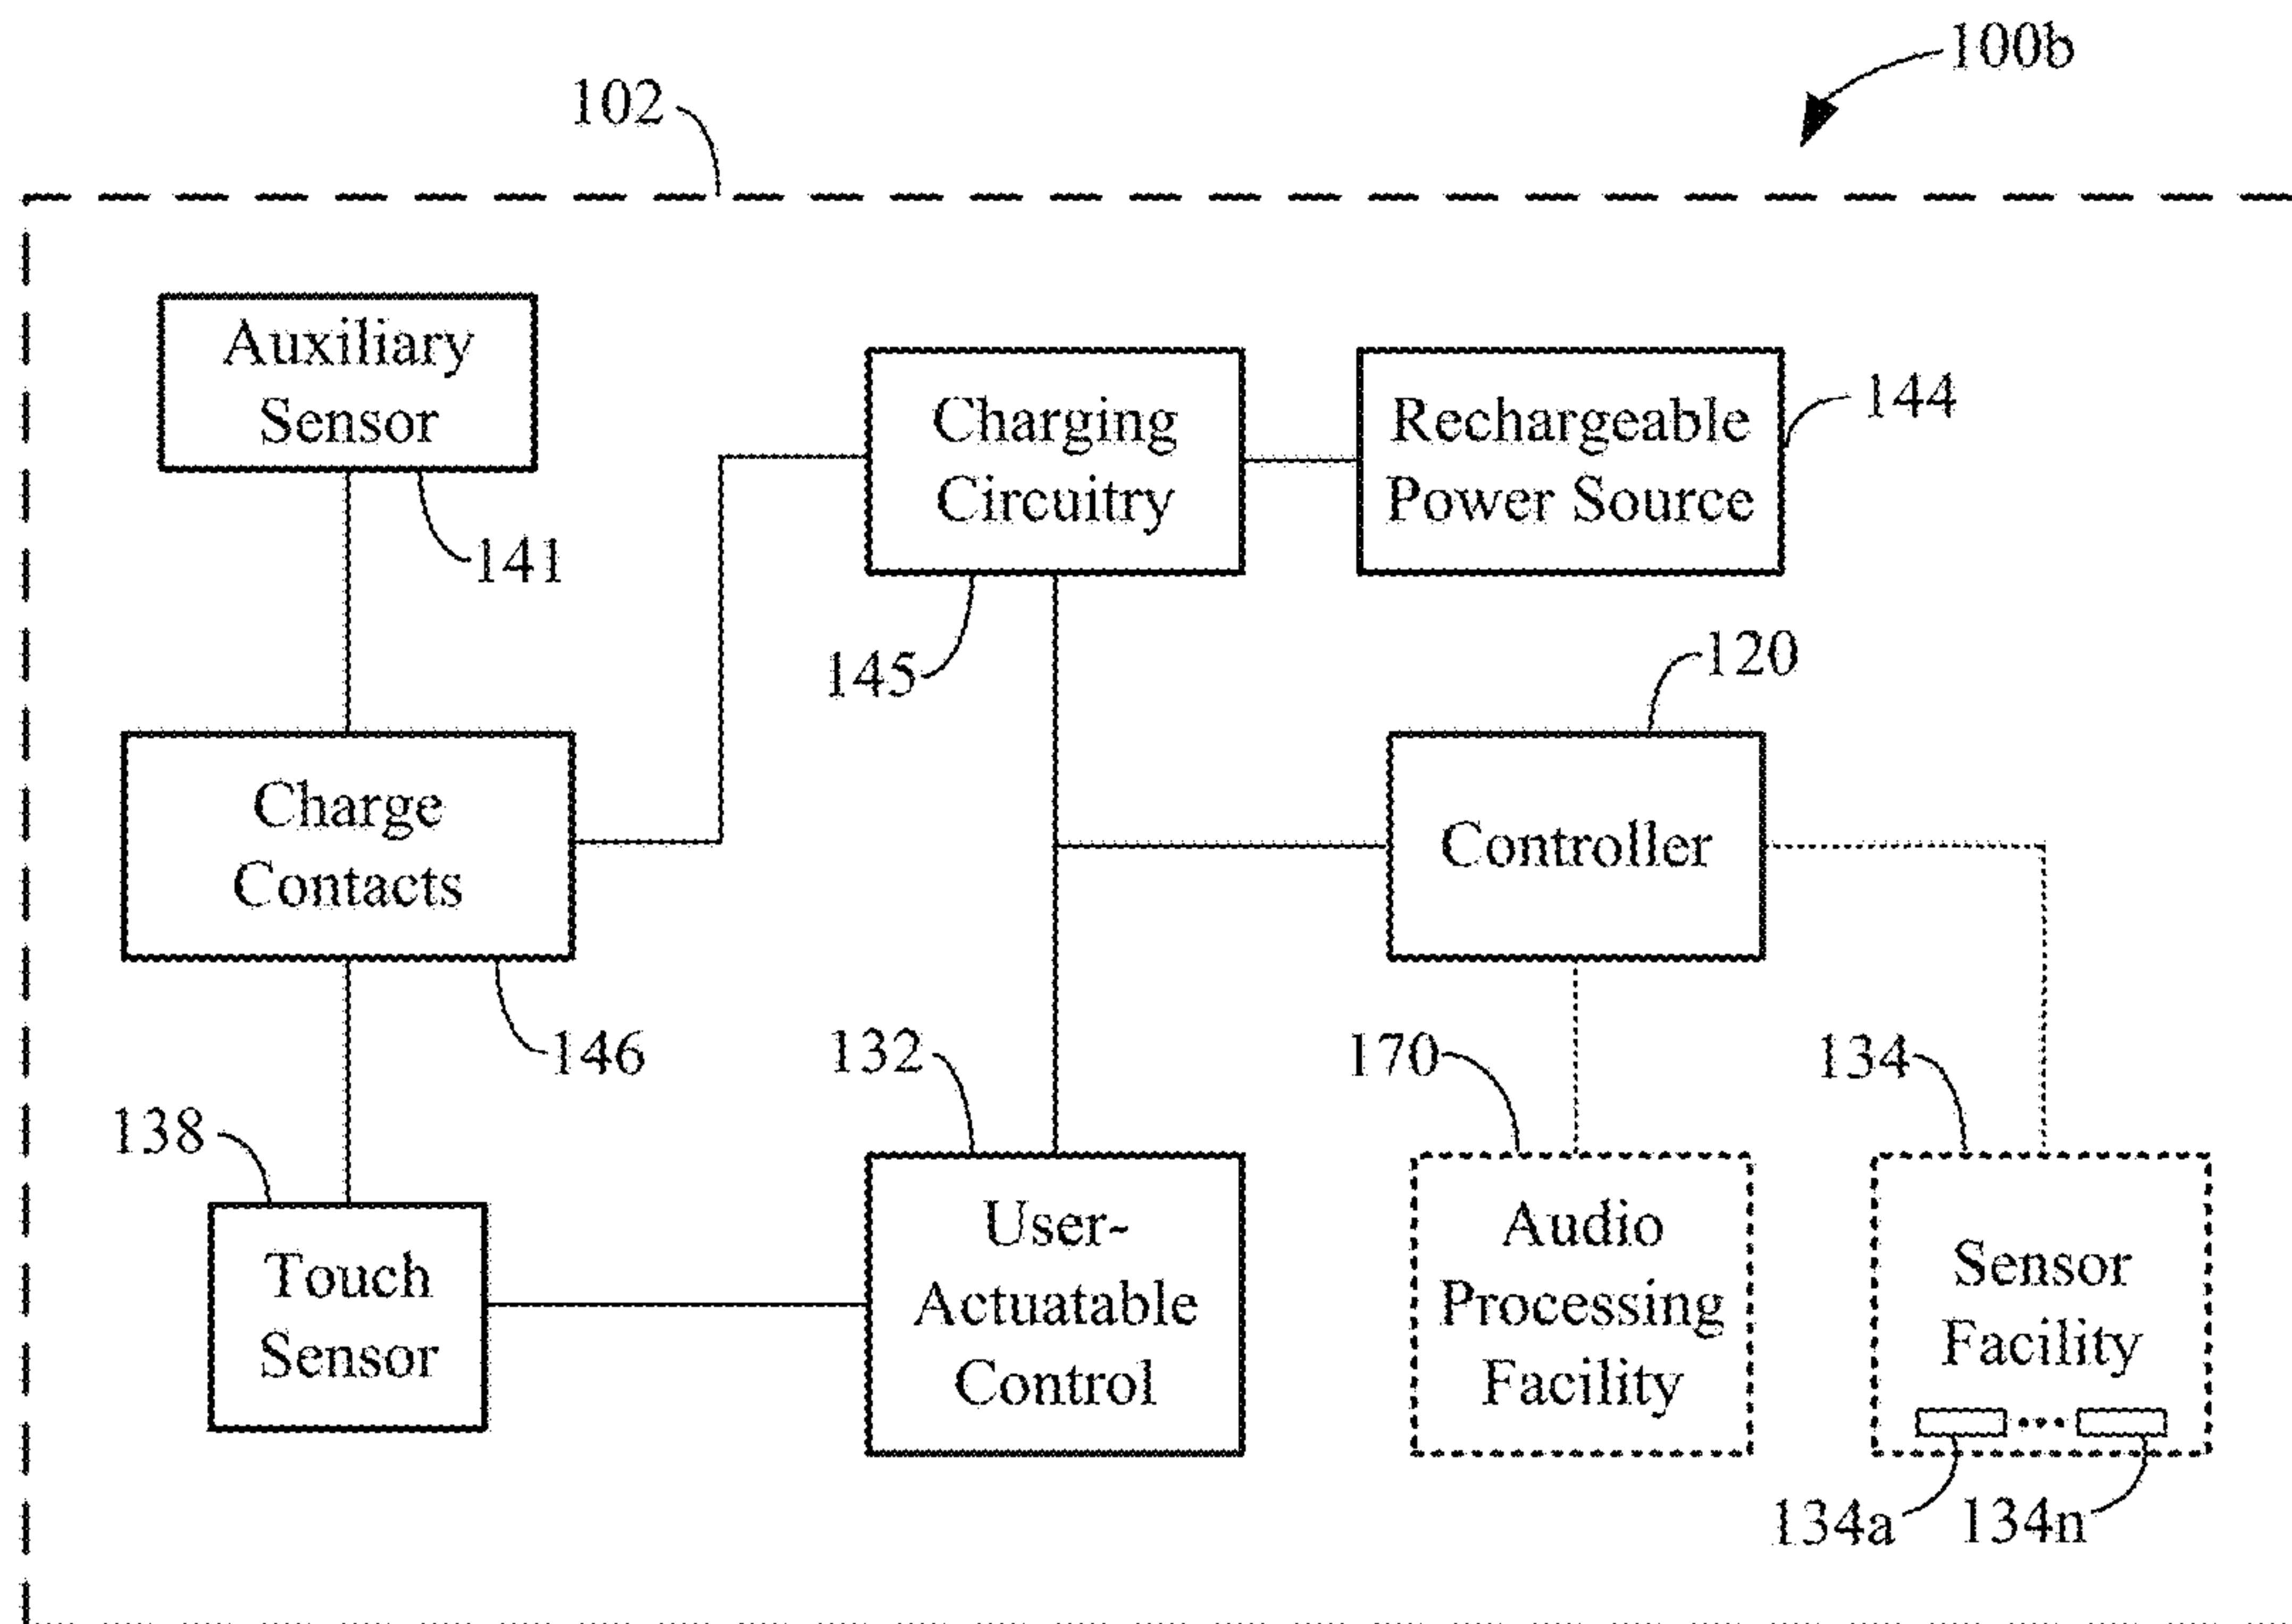 100b
102
Auxiliary
Sensor
141
Charging
Circuitry
145
Rechargeable
Power Source
144
120
Charge
Contacts
146
Controller
138
Touch
Sensor
132
User-
Actuatable
Control
170
Audio
Processing
Facility
134
Sensor
Facility
134a
134n